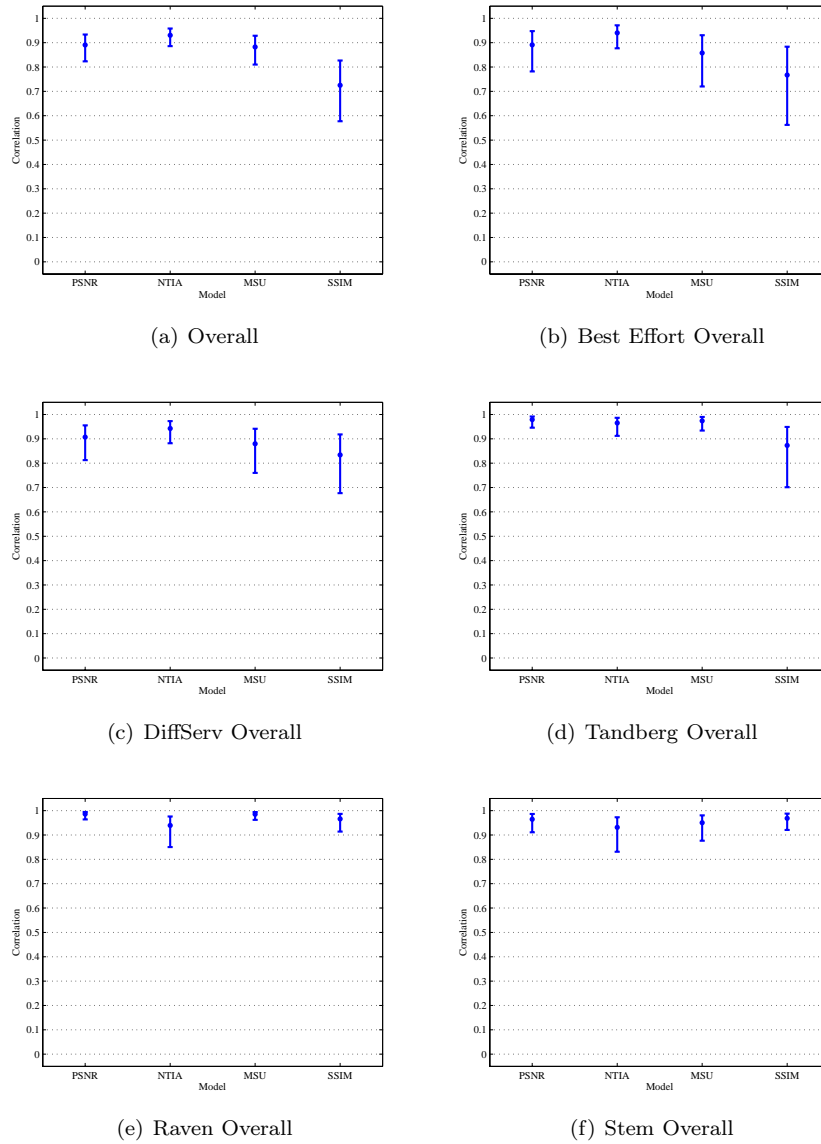 1
0.9
0.8
0.7
0.6
0.5
0.4
0.3
0.2
0.1
0
Correlation
PSNR NTIA MSU SSIM
Model
(a) Overall
1
0.9
0.8
0.7
0.6
0.5
0.4
0.3
0.2
0.1
0
Correlation
PSNR NTIA MSU SSIM
Model
(b) Best Effort Overall
1
0.9
0.8
0.7
0.6
0.5
0.4
0.3
0.2
0.1
0
Correlation
PSNR NTIA MSU SSIM
Model
(c) DiffServ Overall
1
0.9
0.8
0.7
0.6
0.5
0.4
0.3
0.2
0.1
0
Correlation
PSNR NTIA MSU SSIM
Model
(d) Tandberg Overall
1
0.9
0.8
0.7
0.6
0.5
0.4
0.3
0.2
0.1
0
Correlation
PSNR NTIA MSU SSIM
Model
(e) Raven Overall
1
0.9
0.8
0.7
0.6
0.5
0.4
0.3
0.2
0.1
0
Correlation
PSNR NTIA MSU SSIM
Model
(f) Stem Overall